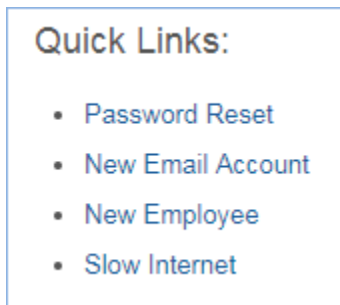 Quick Links:
• Password Reset
• New Email Account
• New Employee
• Slow Internet